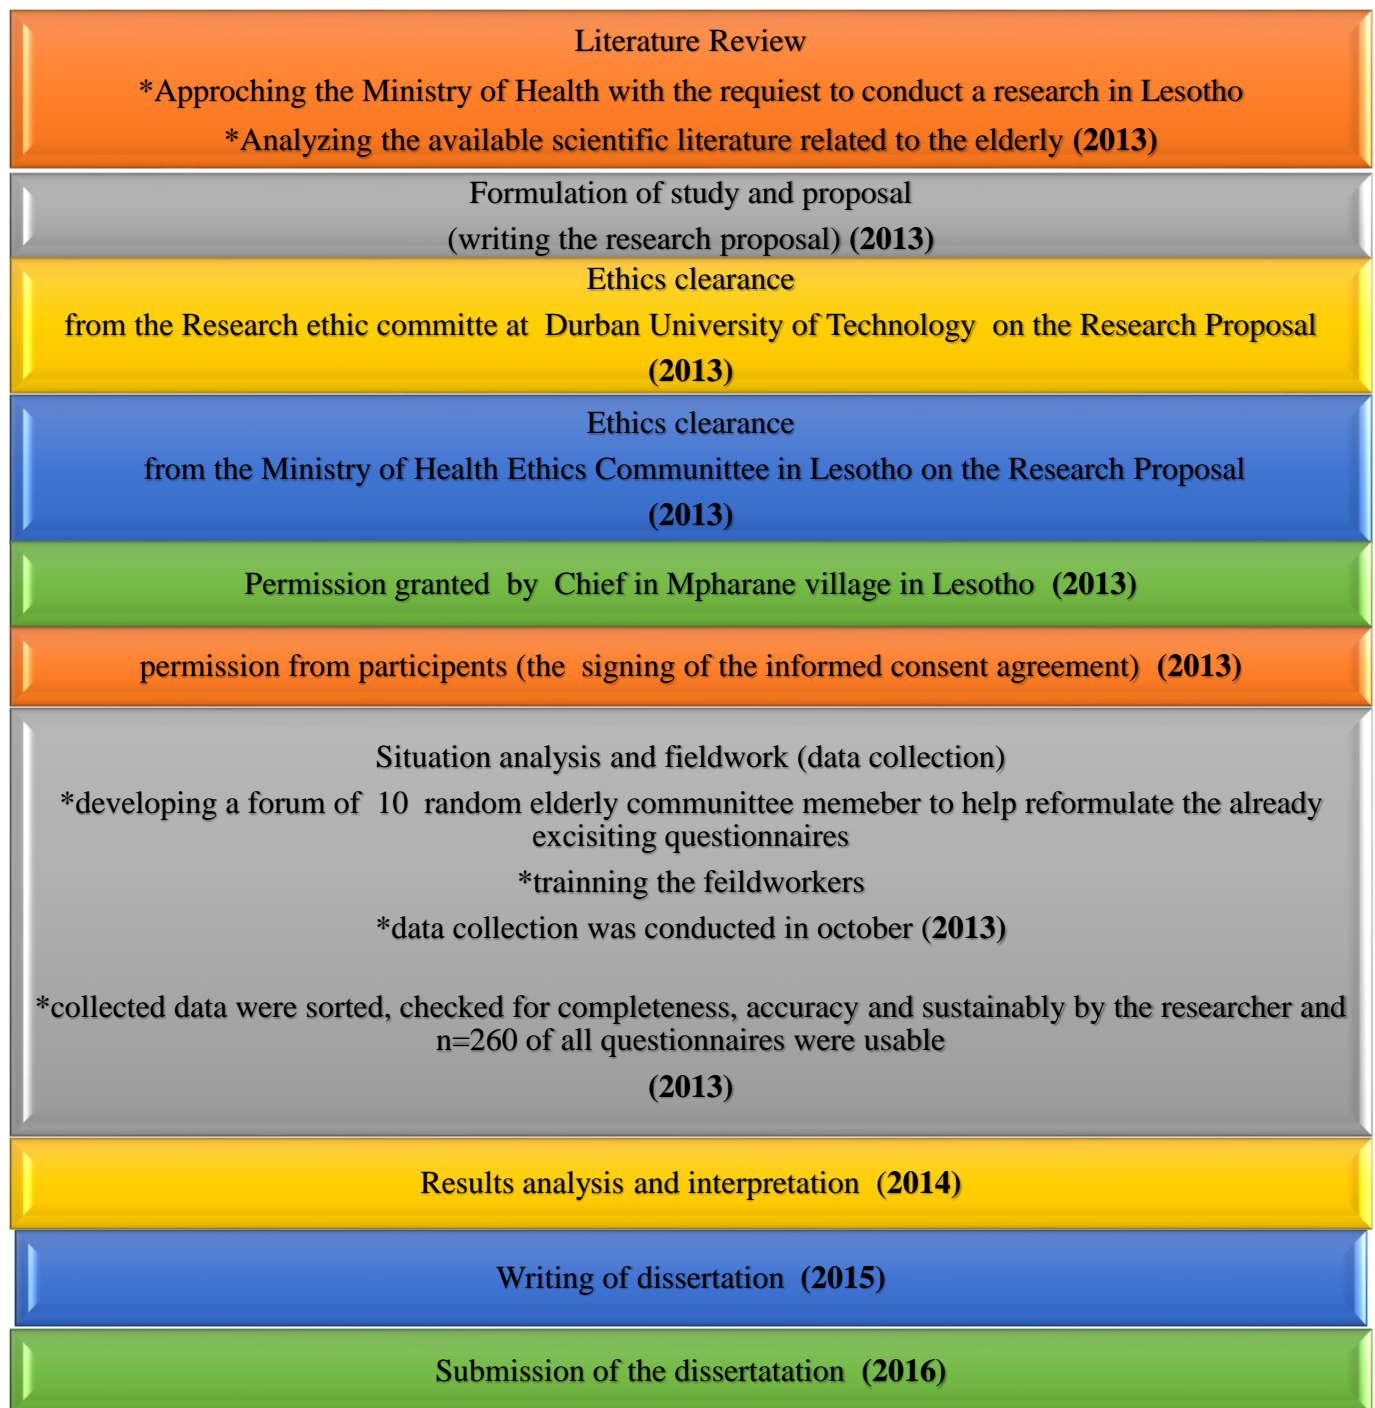 Literature Review
*Approching the Ministry of Health with the requiest to conduct a research in Lesotho
*Analyzing the available scientific literature related to the elderly (2013)
Formulation of study and proposal
(writing the research proposal) (2013)
Ethics clearance
from the Research ethic committe at Durban University of Technology on the Research Proposal
(2013)
Ethics clearance
from the Ministry of Health Ethics Communittee in Lesotho on the Research Proposal
(2013)
Permission granted by Chief in Mpharane village in Lesotho (2013)
permission from participents (the signing of the informed consent agreement) (2013)
Situation analysis and fieldwork (data collection)
*developing a forum of 10 random elderly communittee memeber to help reformulate the already
excisiting questionnaires
*trainning the feildworkers
*data collection was conducted in october (2013)
*collected data were sorted, checked for completeness, accuracy and sustainably by the researcher and
n=260 of all questionnaires were usable
(2013)
Results analysis and interpretation (2014)
Writing of dissertation (2015)
Submission of the dissertatation (2016)